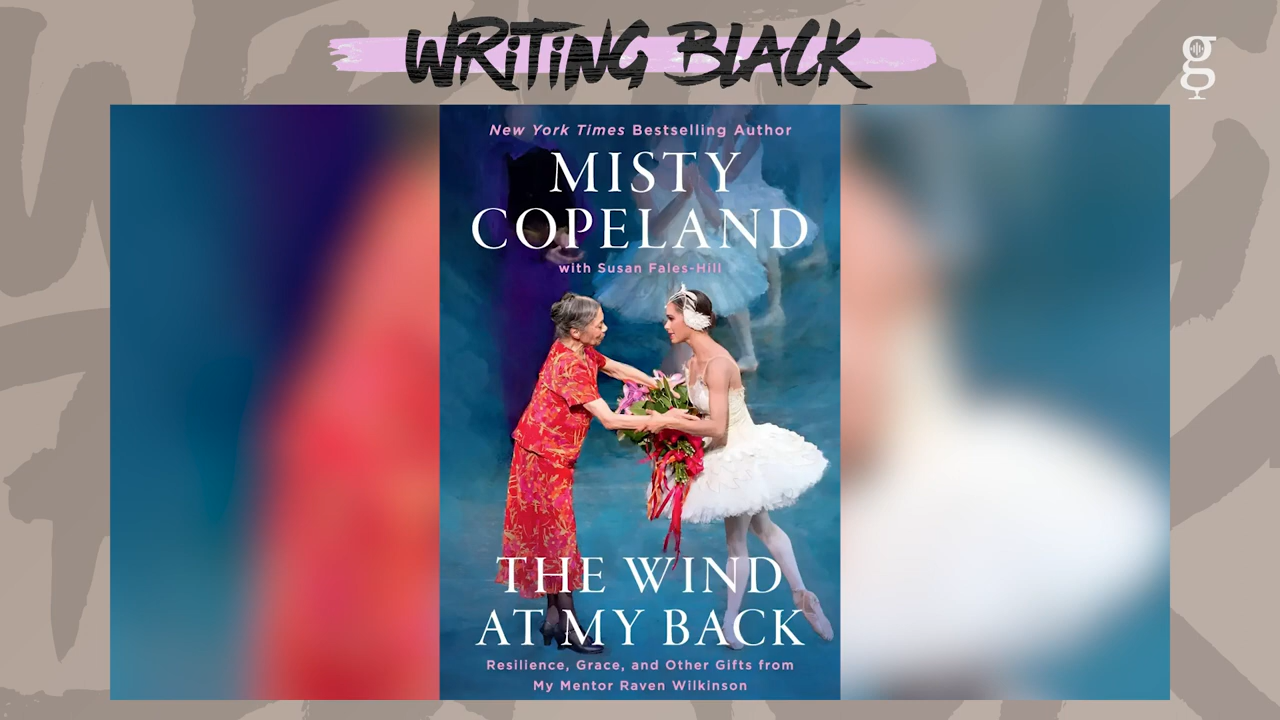 WRiTiNG BLACK
g
New York Times Bestselling Author
MISTY
COPELAND
with Susan Fales-Hill
THE WIND
AT MY BACK
Resilience, Grace, and Other Gifts from
My Mentor Raven Wilkinson